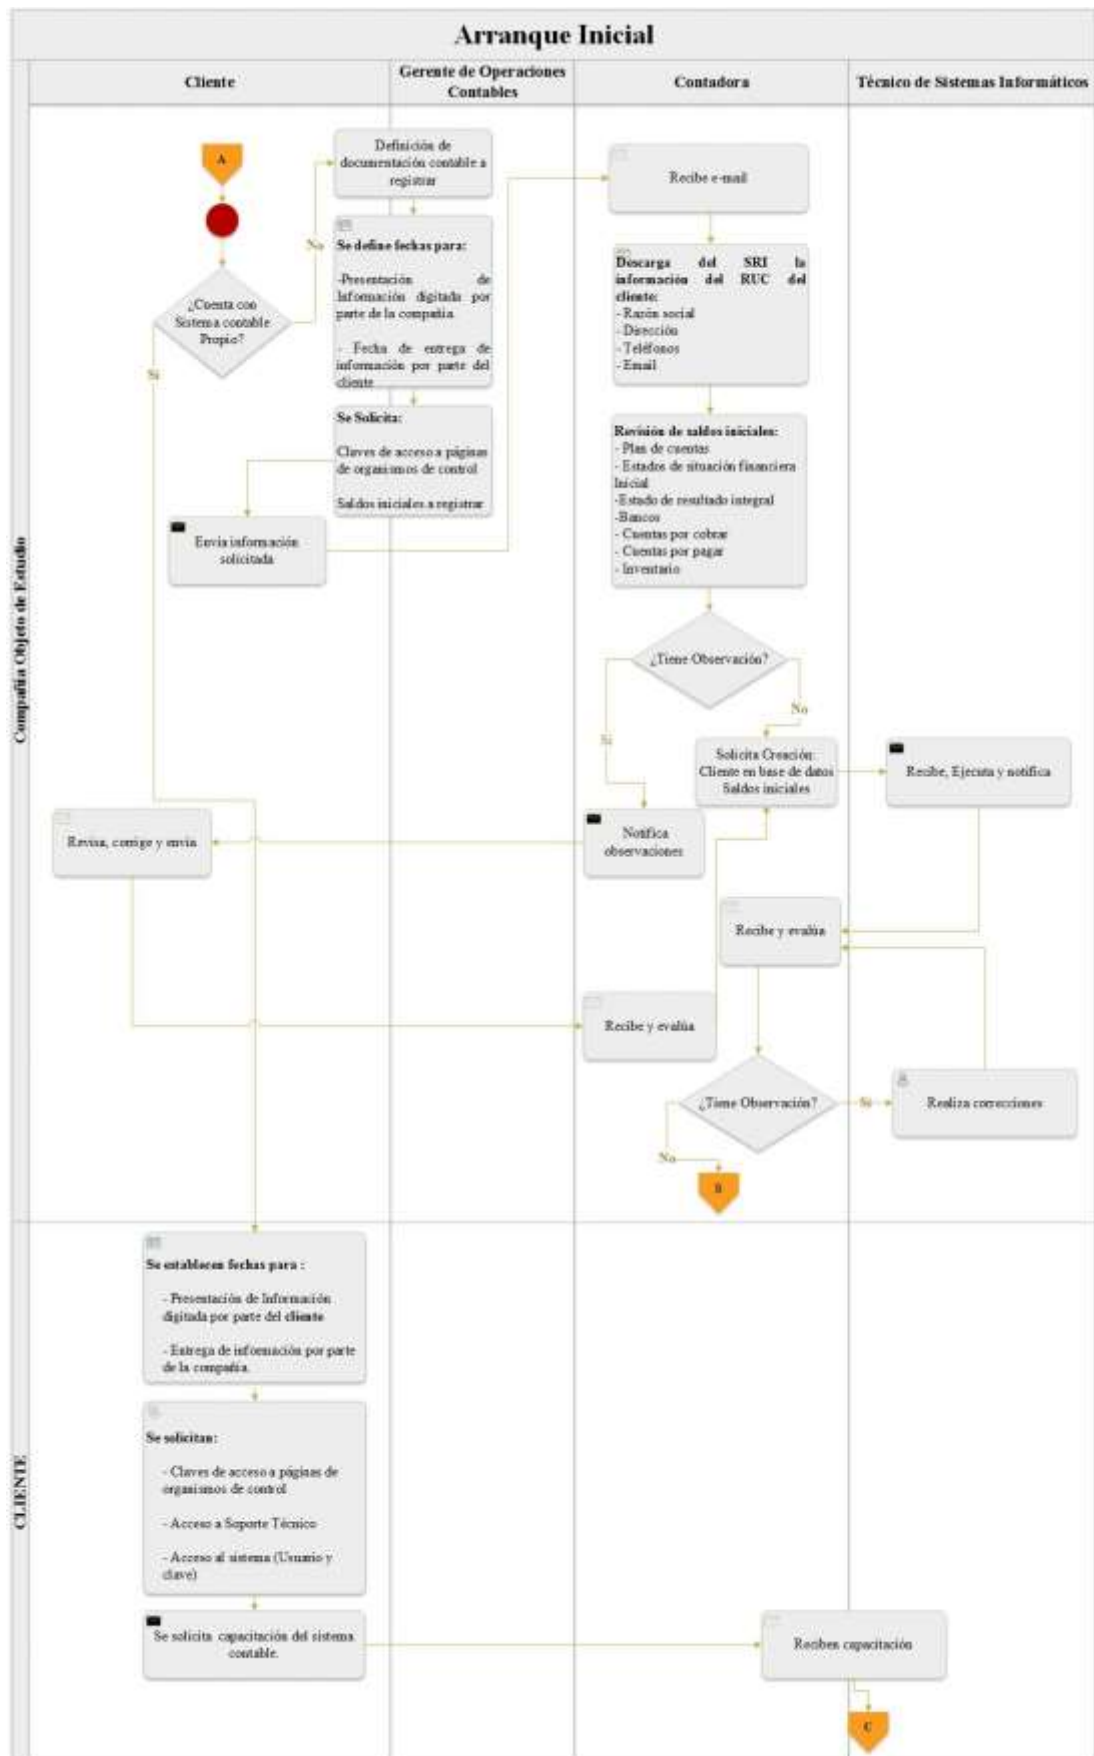 Arranque Inicial
Cliente
Gerente de Operaciones
Contables
Contadora
Técnico de Sistemas Informáticos
Compañía Objeto de Estudio
A
¿Cuenta con
Sistema contable
Propio?
No
Si
Definición de
documentación contable a
registrar
Se define fechas para:
-Presentación de
Información digitada por
parte de la compañía.
- Fecha de entrega de
información por parte del
cliente
Se Solicita:
Claves de acceso a páginas
de organismos de control
Saldos iniciales a registrar
Envía información
solicitada
Recibe e-mail
Descarga del SRI la
información del RUC del
cliente:
- Razón social
- Dirección
- Teléfonos
- Email
Revisión de saldos iniciales:
- Plan de cuentas
- Estados de situación financiera
Inicial
-Estado de resultado integral
-Bancos
- Cuentas por cobrar
- Cuentas por pagar
- Inventario
¿Tiene Observación?
No
Si
Solicita Creación:
Cliente en base de datos
Saldos iniciales
Recibe, Ejecuta y notifica
Notifica
observaciones
Revisa, corrige y envía
Recibe y evalúa
Recibe y evalúa
¿Tiene Observación?
Si
Realiza correcciones
No
B
CLIENTE
Se establecen fechas para :
- Presentación de Información
digitada por parte del cliente
- Entrega de información por parte
de la compañía.
Se solicitan:
- Claves de acceso a páginas de
organismos de control
- Acceso a Soporte Técnico
- Acceso al sistema (Usuario y
clave)
Se solicita capacitación del sistema
contable.
Reciben capacitación
C